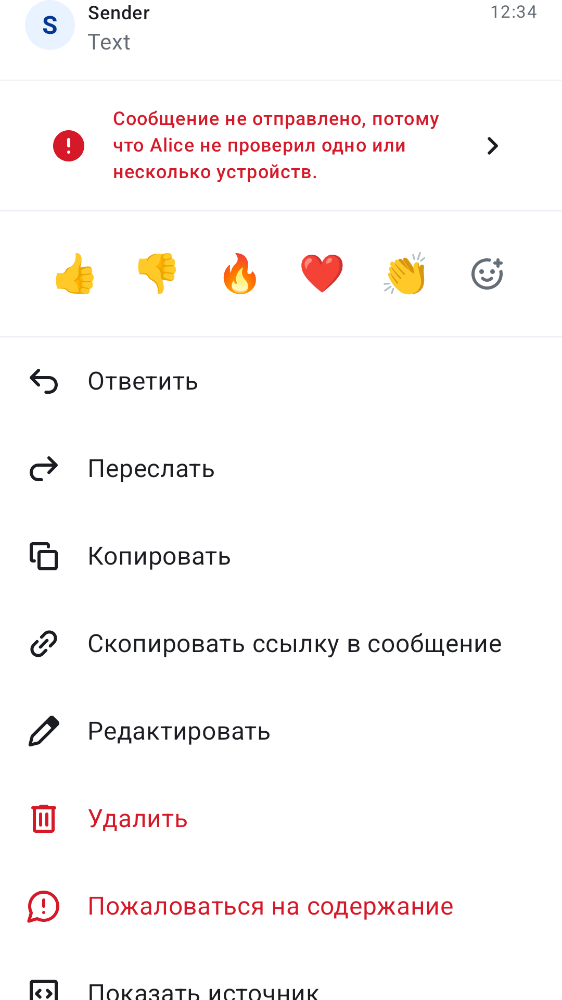 S
Sender
12:34
Text
Сообщение не отправлено, потому
что Alice не проверил одно или
несколько устройств.
Ответить
Переслать
Копировать
Скопировать ссылку в сообщение
Редактировать
Удалить
Пожаловаться на содержание
Показать источник